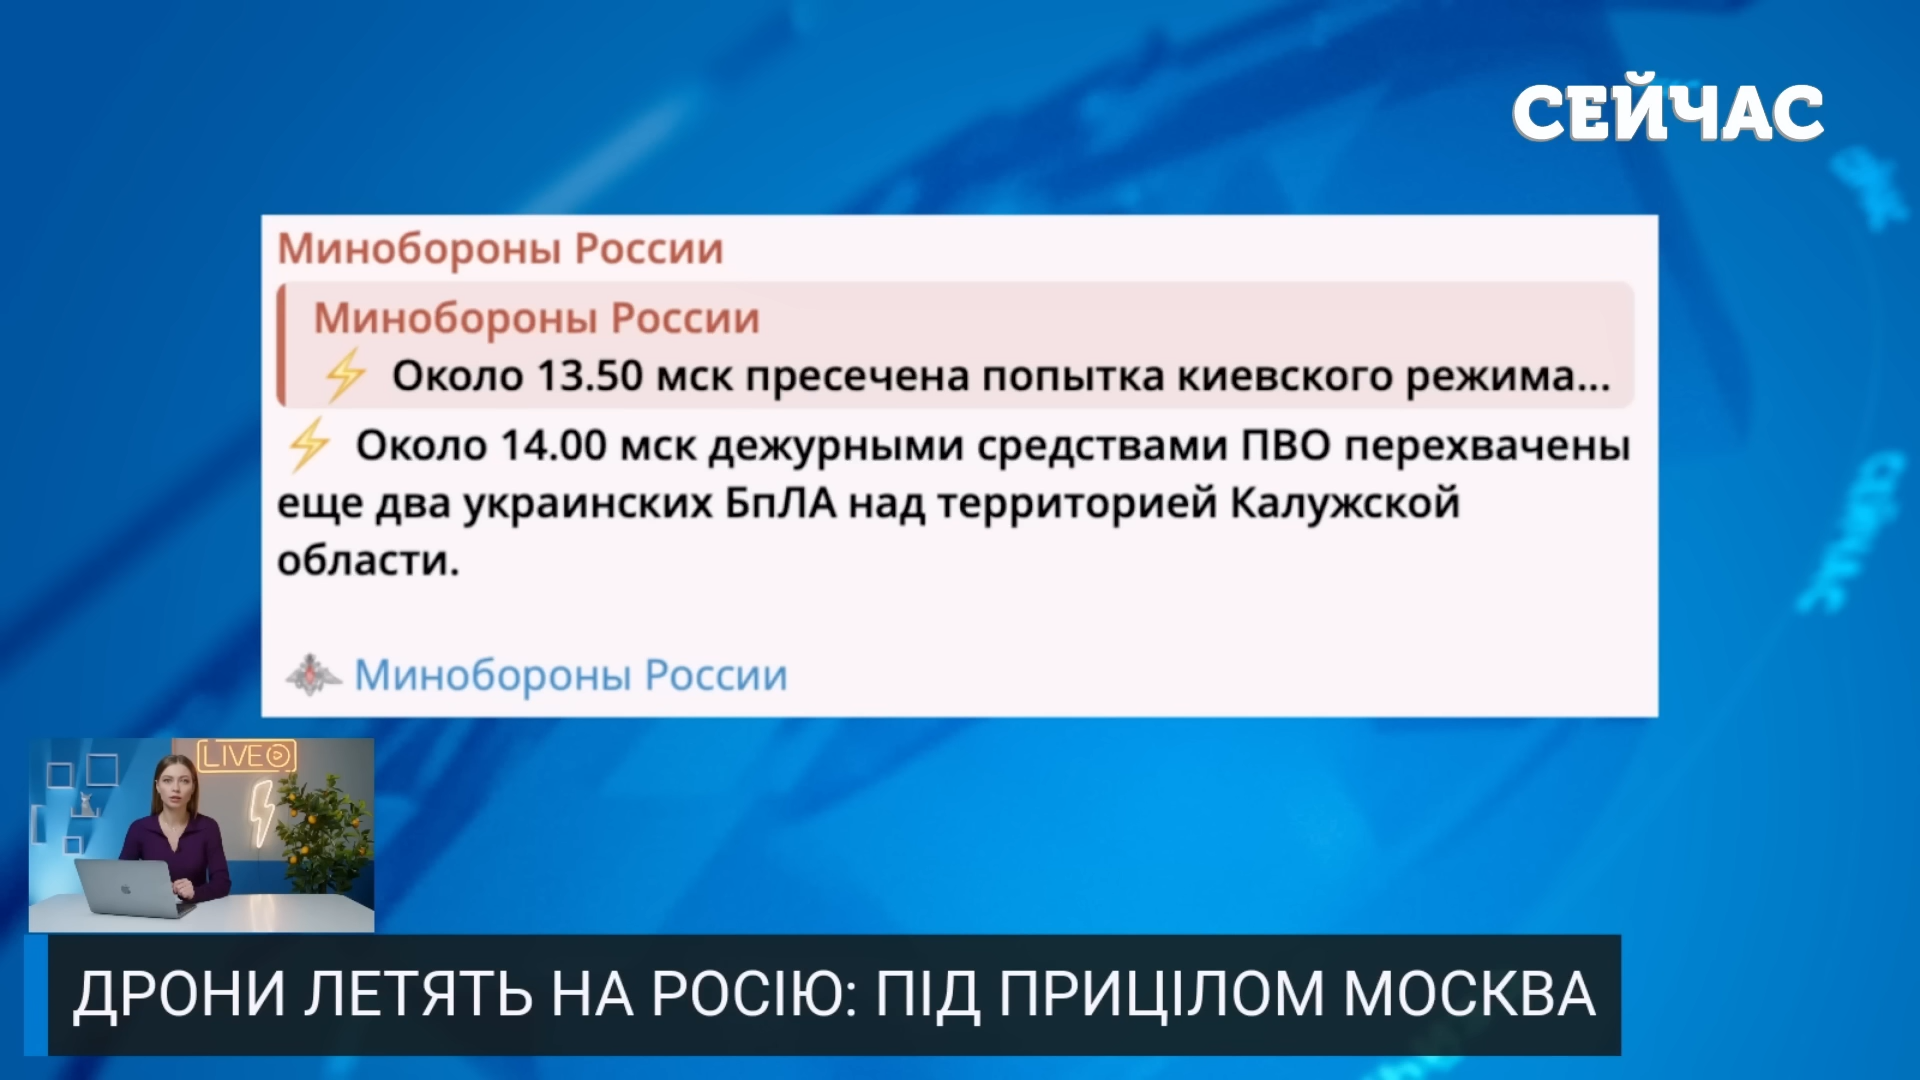 СЕЙЧАС
Минобороны России
Минобороны России
⚡ Около 13.50 мск пресечена попытка киевского режима...
⚡ Около 14.00 мск дежурными средствами ПВО перехвачены
еще два украинских БпЛА над территорией Калужской
области.
Минобороны России
LIVE
ДРОНИ ЛЕТЯТЬ НА РОСІЮ: ПІД ПРИЦІЛОМ МОСКВА